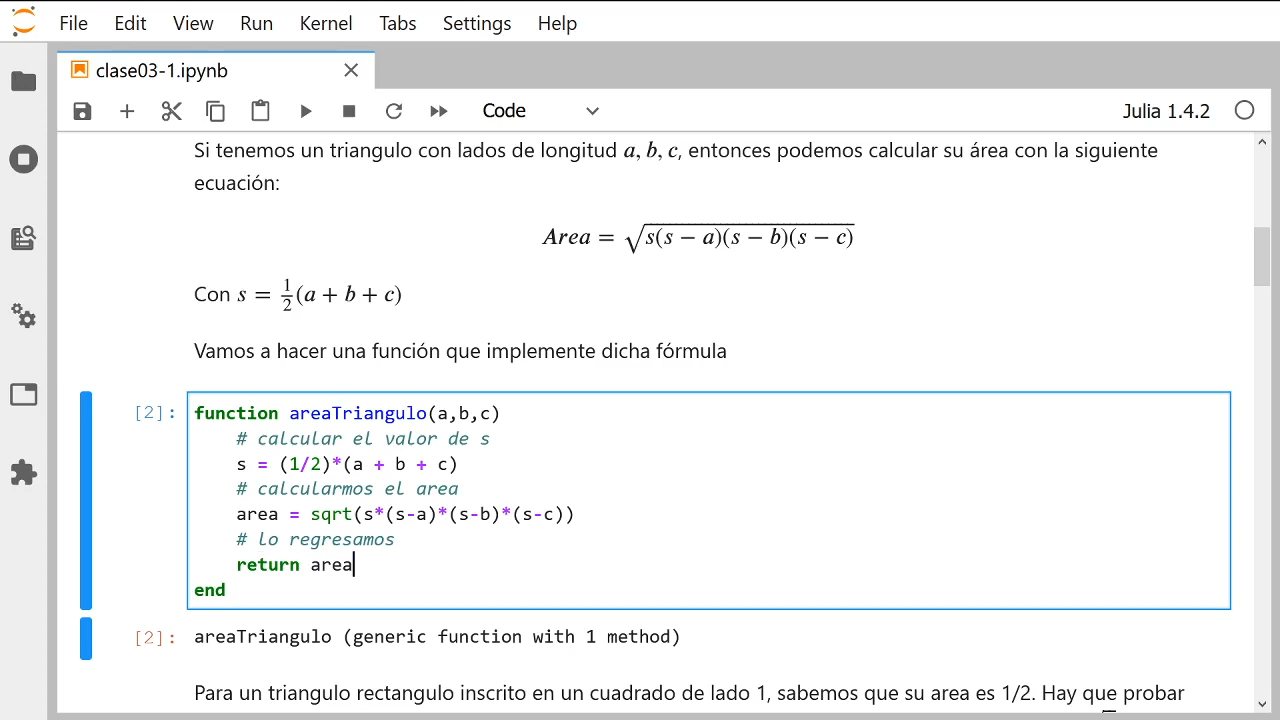 File Edit View Run Kernel Tabs Settings Help
clase03-1.ipynb
Code Julia 1.4.2
Si tenemos un triangulo con lados de longitud a, b, c, entonces podemos calcular su área con la siguiente
ecuación:
Area = √s(s − a)(s − b)(s − c)
Con s = 1/2(a + b + c)
Vamos a hacer una función que implemente dicha fórmula
[2]: function areaTriangulo(a,b,c)
# calcular el valor de s
s = (1/2)*(a + b + c)
# calcularmos el area
area = sqrt(s*(s-a)*(s-b)*(s-c))
# lo regresamos
return area
end
[2]: areaTriangulo (generic function with 1 method)
Para un triangulo rectangulo inscrito en un cuadrado de lado 1, sabemos que su area es 1/2. Hay que probar